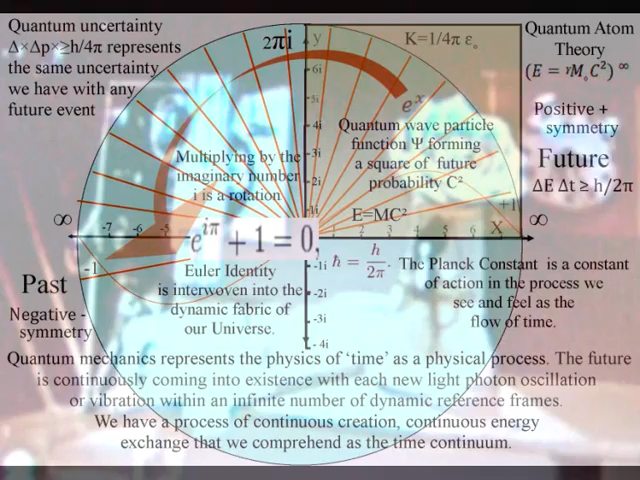 Quantum uncertainty
Δ×Δp×≥h/4π represents
the same uncertainty
we have with any
future event
2πi
y
K=1/4π ε₀
Quantum Atom
Theory
(E = ᵞM₀C²) ∞
6i
5i
4i
3i
2i
1i
eˣ
Positive +
symmetry
Future
ΔE Δt ≥ h/2π
Quantum wave particle
function Ψ forming
a square of future
probability C²
E=MC²
Multiplying by the
imaginary number
i is a rotation
+1
∞
-7 -6 -5
1 2 3 4 5 6 X
∞
e^{iπ} + 1 = 0,
-1
-1i
-2i
-3i
- 4i
ħ = h/2π.
Past
Negative -
symmetry
Euler Identity
is interwoven into the
dynamic fabric of
our Universe.
The Planck Constant is a constant
of action in the process we
see and feel as the
flow of time.
Quantum mechanics represents the physics of ‘time’ as a physical process. The future
is continuously coming into existence with each new light photon oscillation
or vibration within an infinite number of dynamic reference frames.
We have a process of continuous creation, continuous energy
exchange that we comprehend as the time continuum.